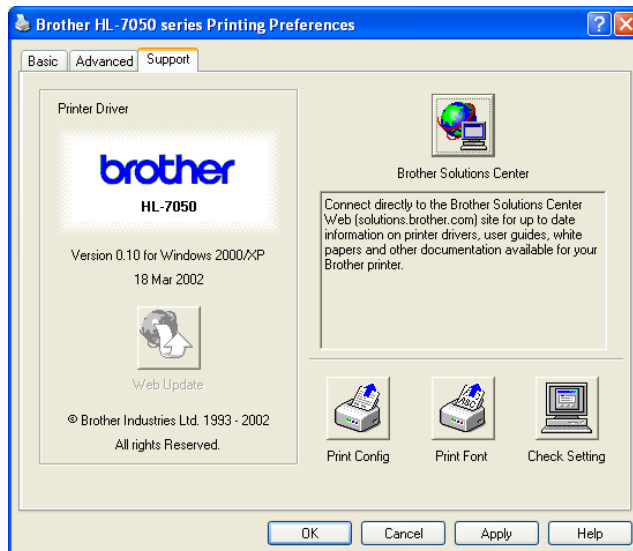 Brother HL-7050 series Printing Preferences
Basic
Advanced
Support
Printer Driver
brother
HL-7050
Version 0.10 for Windows 2000/XP
18 Mar 2002
Web Update
© Brother Industries Ltd. 1993 - 2002
All rights Reserved.
Brother Solutions Center
Connect directly to the Brother Solutions Center
Web (solutions.brother.com) site for up to date
information on printer drivers, user guides, white
papers and other documentation available for your
Brother printer.
ABC
Print Config
Print Font
Check Setting
OK
Cancel
Apply
Help